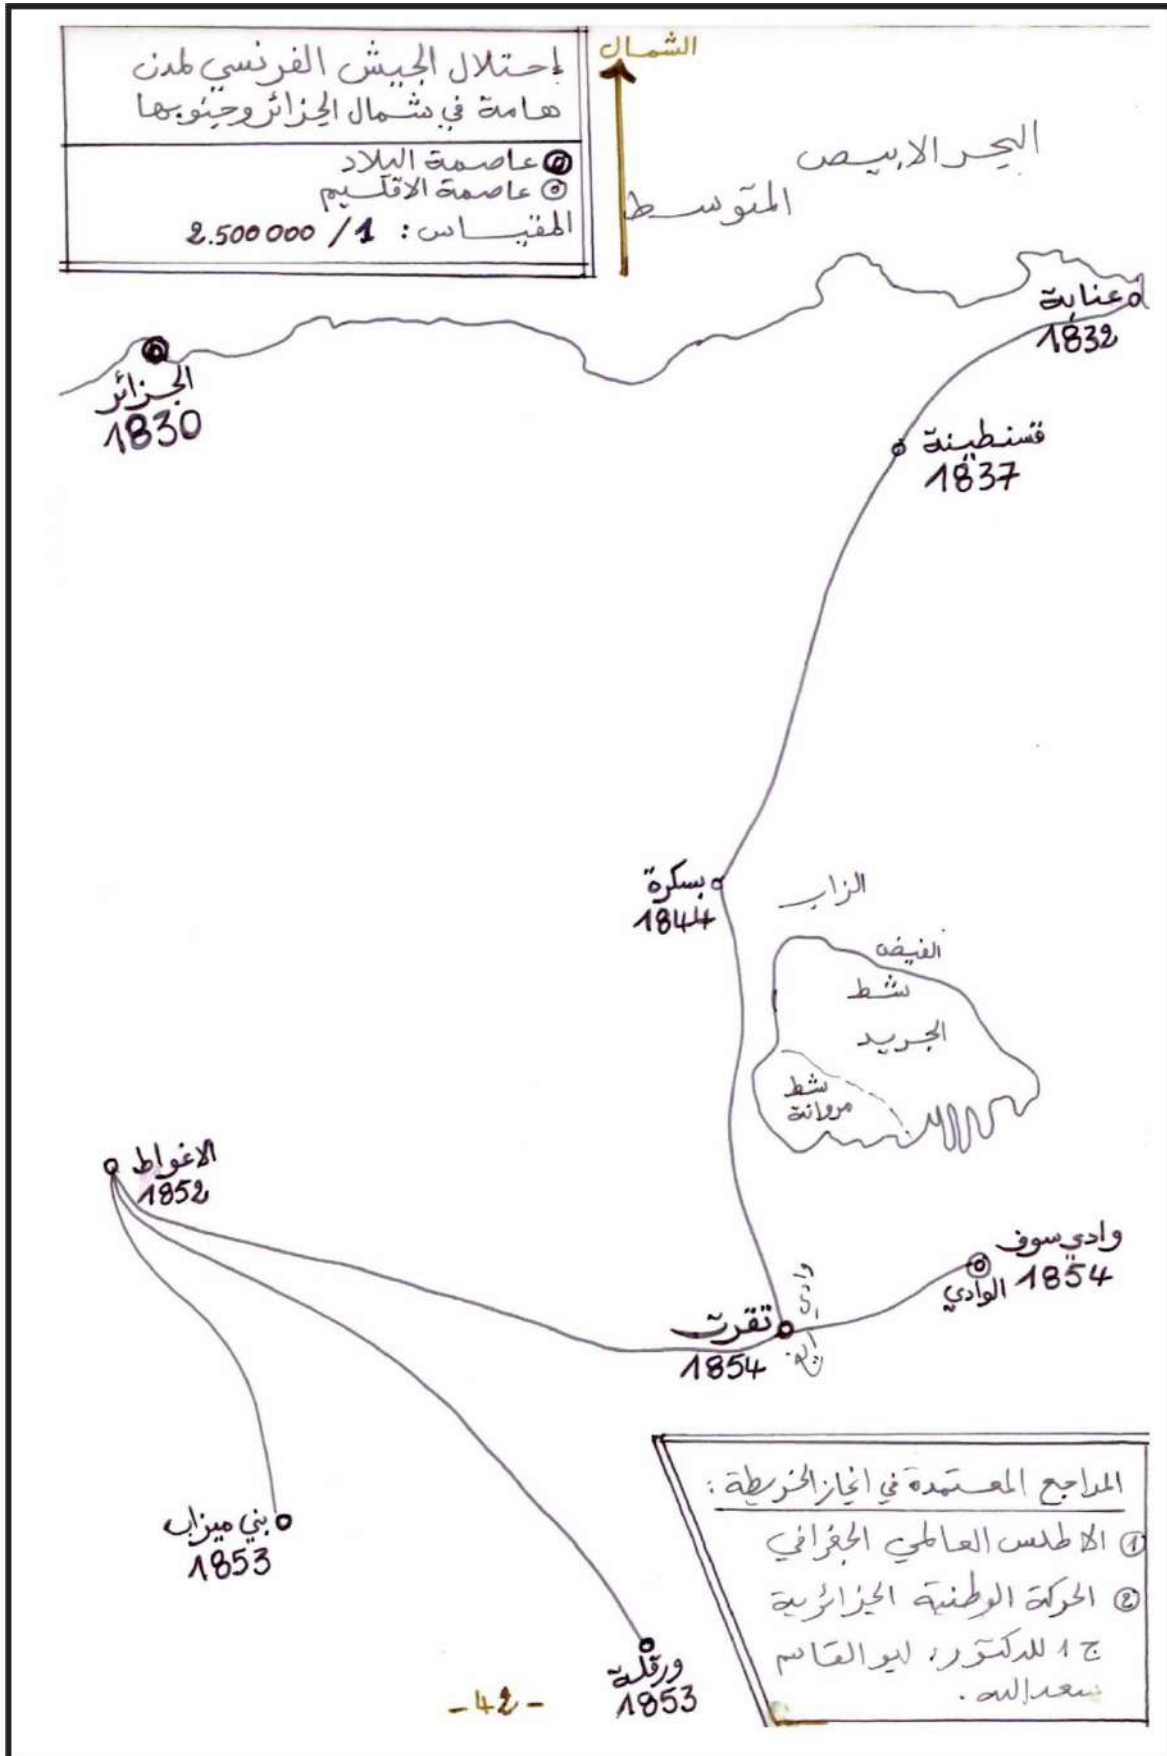 إحتلال الجيش الفرنسي لمدن
هامة في شمال الجزائر وجنوبها
عاصمة البلاد
عاصمة الاقليم
المقياس: 1/ 2.500000
الشمال
البحر الابيض
المتوسط
عنابة
1832
الجزائر
1830
قسنطينة
1837
بسكرة
1844
الزاب
الفيض
شط
الجريد
شط
مروانة
الاغواط
1852
وادي سوف
1854
الوادي
وادي
تقرت
1854
بني ميزاب
1853
ورقلة
1853
المراجع المعتمدة في انجاز الخريطة:
① الاطلس العالمي الجغرافي
② الحركة الوطنية الجزائرية
ج 1 للدكتور: ابو القاسم
سعد الله.
-42-